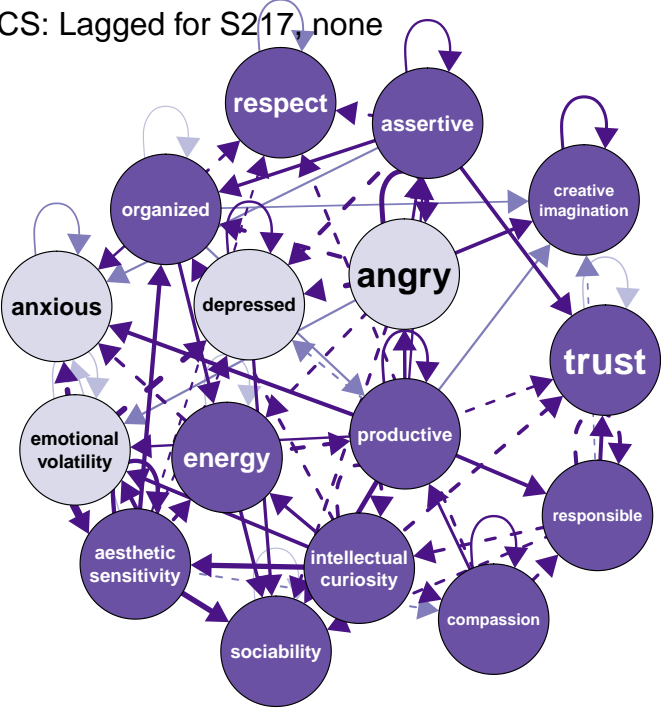 CS: Lagged for S217, none
respect
assertive
creative
imagination
organized
angry
anxious
depressed
trust
emotional
volatility
energy
productive
responsible
aesthetic
sensitivity
intellectual
curiosity
compassion
sociability